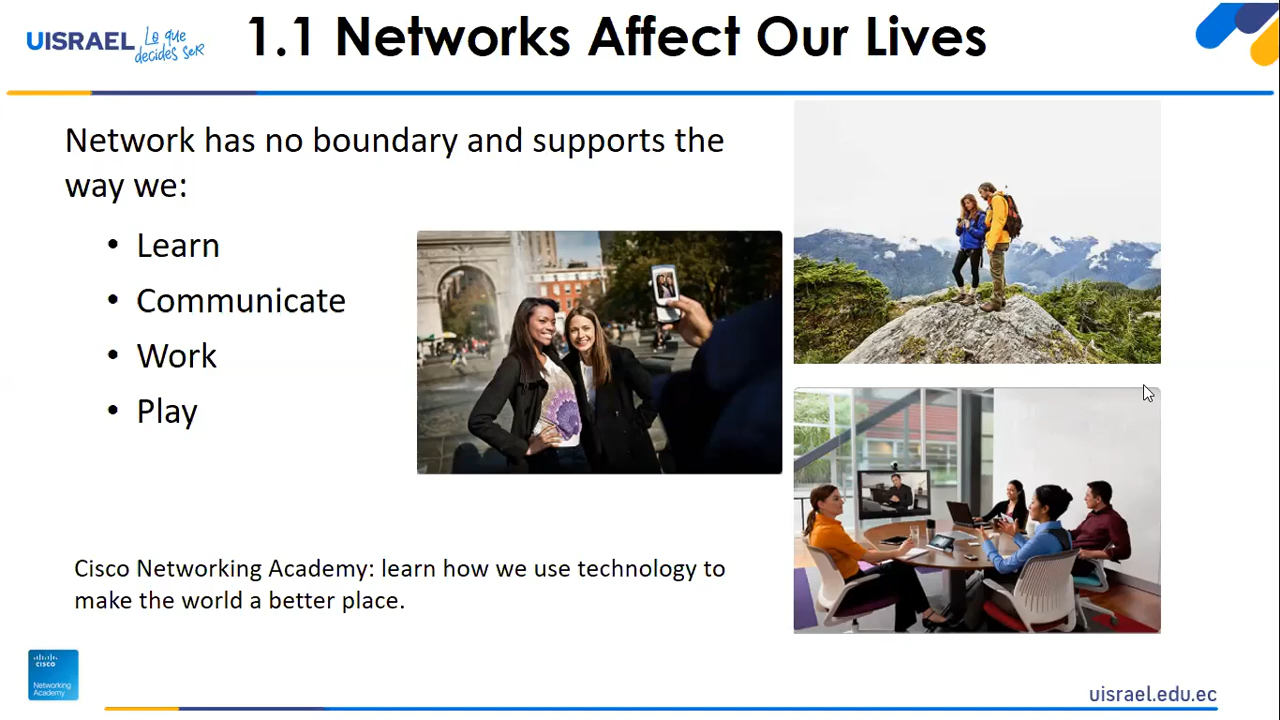 UISRAEL Lo que decides seR
1.1 Networks Affect Our Lives
Network has no boundary and supports the
way we:
• Learn
• Communicate
• Work
• Play
Cisco Networking Academy: learn how we use technology to
make the world a better place.
CISCO
Networking
Academy
uisrael.edu.ec